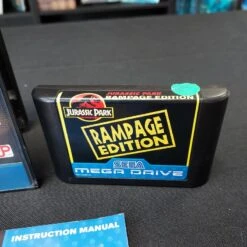 JURASSIC PARK
RAMPAGE EDITION
JURASSIC PARK
RAMPAGE
EDITION
SEGA
MEGA DRIVE
INSTRUCTION MANUAL